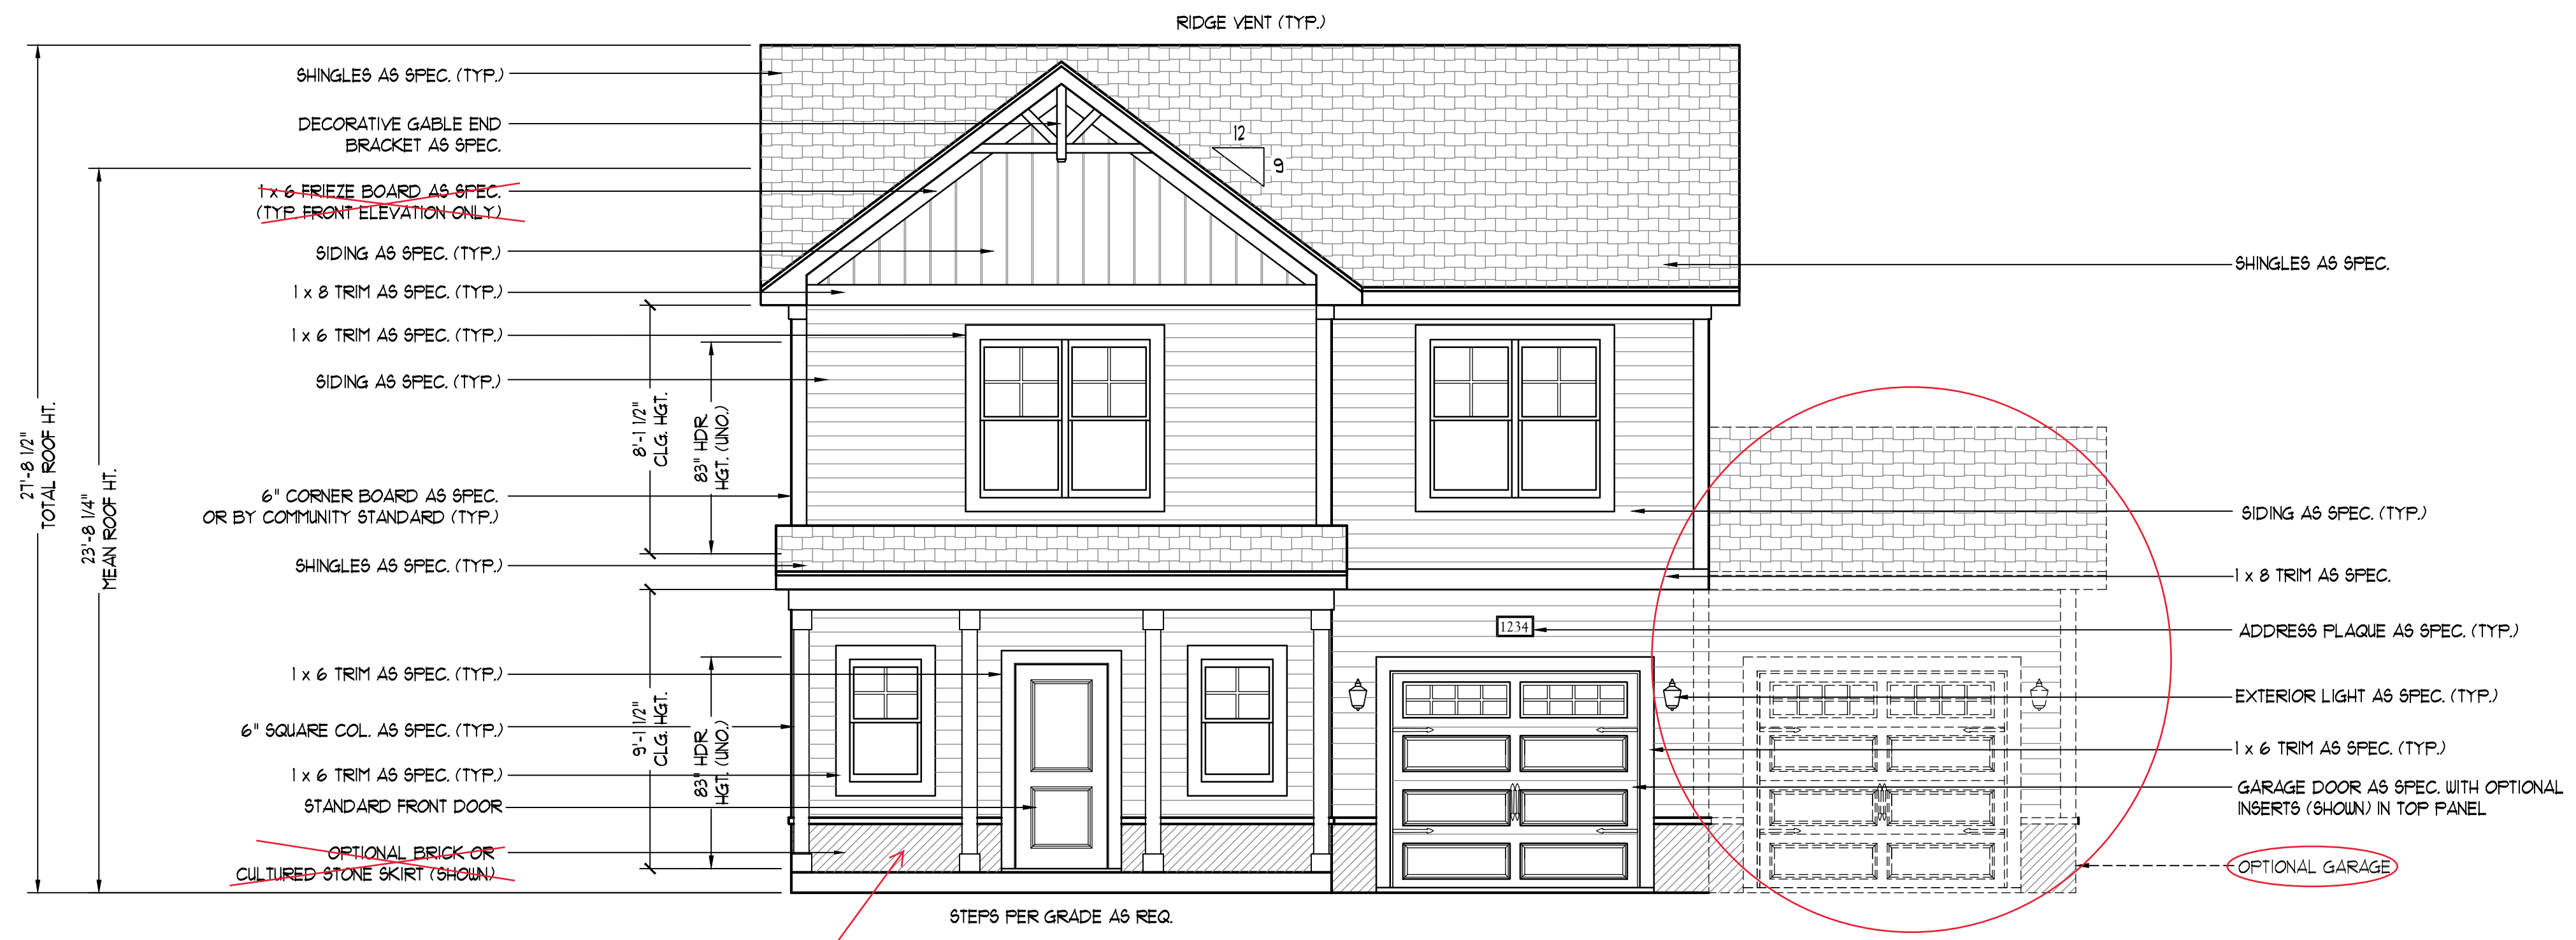 RIDGE VENT (TYP.)
SHINGLES AS SPEC. (TYP.)
DECORATIVE GABLE END
BRACKET AS SPEC.
1 x 6 FRIEZE BOARD AS SPEC.
(TYP. FRONT ELEVATION ONLY)
SIDING AS SPEC. (TYP.)
1 x 8 TRIM AS SPEC. (TYP.)
1 x 6 TRIM AS SPEC. (TYP.)
SIDING AS SPEC. (TYP.)
6" CORNER BOARD AS SPEC.
OR BY COMMUNITY STANDARD (TYP.)
SHINGLES AS SPEC. (TYP.)
1 x 6 TRIM AS SPEC. (TYP.)
6" SQUARE COL. AS SPEC. (TYP.)
1 x 6 TRIM AS SPEC. (TYP.)
STANDARD FRONT DOOR
OPTIONAL BRICK OR
CULTURED STONE SKIRT (SHOWN)
27'-8 1/2"
TOTAL ROOF HT.
23'-8 1/4"
MEAN ROOF HT.
8'-1 1/2"
CLG. HGT.
83" HDR
HGT. (UNO.)
9'-1 1/2"
CLG. HGT.
83" HDR
HGT. (UNO.)
12
9
1234
STEPS PER GRADE AS REQ.
SHINGLES AS SPEC.
SIDING AS SPEC. (TYP.)
1 x 8 TRIM AS SPEC.
ADDRESS PLAQUE AS SPEC. (TYP.)
EXTERIOR LIGHT AS SPEC. (TYP.)
1 x 6 TRIM AS SPEC. (TYP.)
GARAGE DOOR AS SPEC. WITH OPTIONAL
INSERTS (SHOWN) IN TOP PANEL
OPTIONAL GARAGE